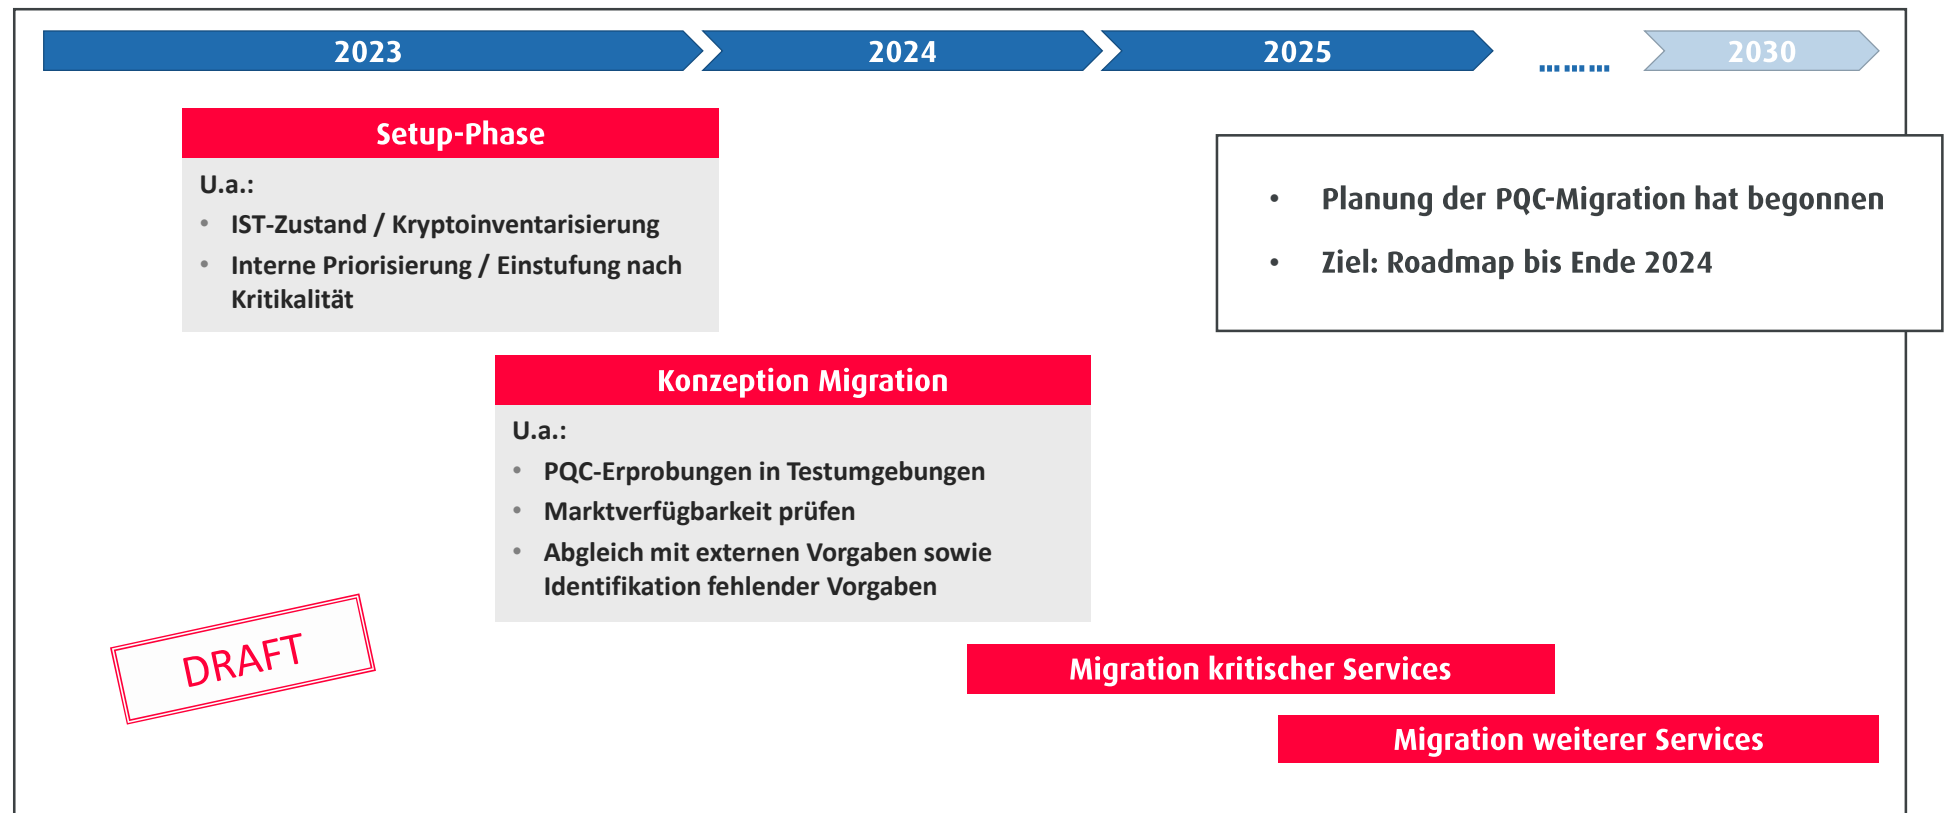 2023 2024 2025 ......... 2030
Setup-Phase
U.a.:
• IST-Zustand / Kryptoinventarisierung
• Interne Priorisierung / Einstufung nach
Kritikalität
• Planung der PQC-Migration hat begonnen
• Ziel: Roadmap bis Ende 2024
Konzeption Migration
U.a.:
• PQC-Erprobungen in Testumgebungen
• Marktverfügbarkeit prüfen
• Abgleich mit externen Vorgaben sowie
Identifikation fehlender Vorgaben
DRAFT
Migration kritischer Services
Migration weiterer Services